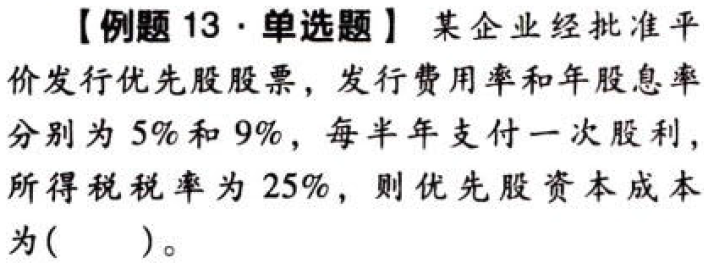 【例题 13 · 单选题】 某企业经批准平
价发行优先股股票，发行费用率和年股息率
分别为 5% 和 9%，每半年支付一次股利，
所得税税率为 25%，则优先股资本成本
为(　　)。